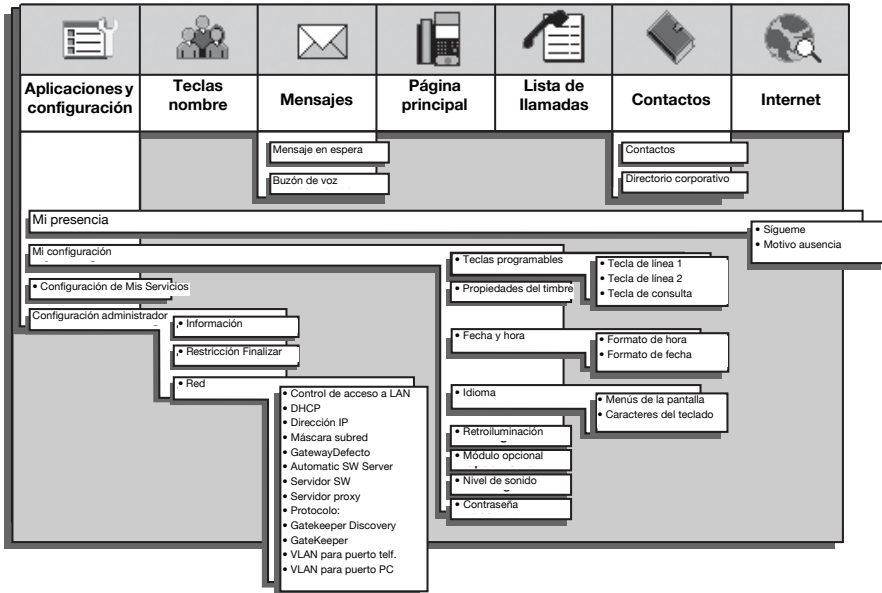 Aplicaciones y
configuración
Teclas
nombre
Mensajes
Página
principal
Lista de
llamadas
Contactos
Internet
Mensaje en espera
Buzón de voz
Contactos
Directorio corporativo
Mi presencia
• Sígueme
• Motivo ausencia
Mi configuración
• Configuración de Mis Servicios
Configuración administrador
• Información
• Restricción Finalizar
• Red
• Control de acceso a LAN
• DHCP
• Dirección IP
• Máscara subred
• GatewayDefecto
• Automatic SW Server
• Servidor SW
• Servidor proxy
• Protocolo:
• Gatekeeper Discovery
• GateKeeper
• VLAN para puerto telf.
• VLAN para puerto PC
• Teclas programables
• Tecla de línea 1
• Tecla de línea 2
• Tecla de consulta
• Propiedades del timbre
• Fecha y hora
• Formato de hora
• Formato de fecha
• Idioma
• Menús de la pantalla
• Caracteres del teclado
• Retroiluminación
• Módulo opcional
• Nivel de sonido
• Contraseña